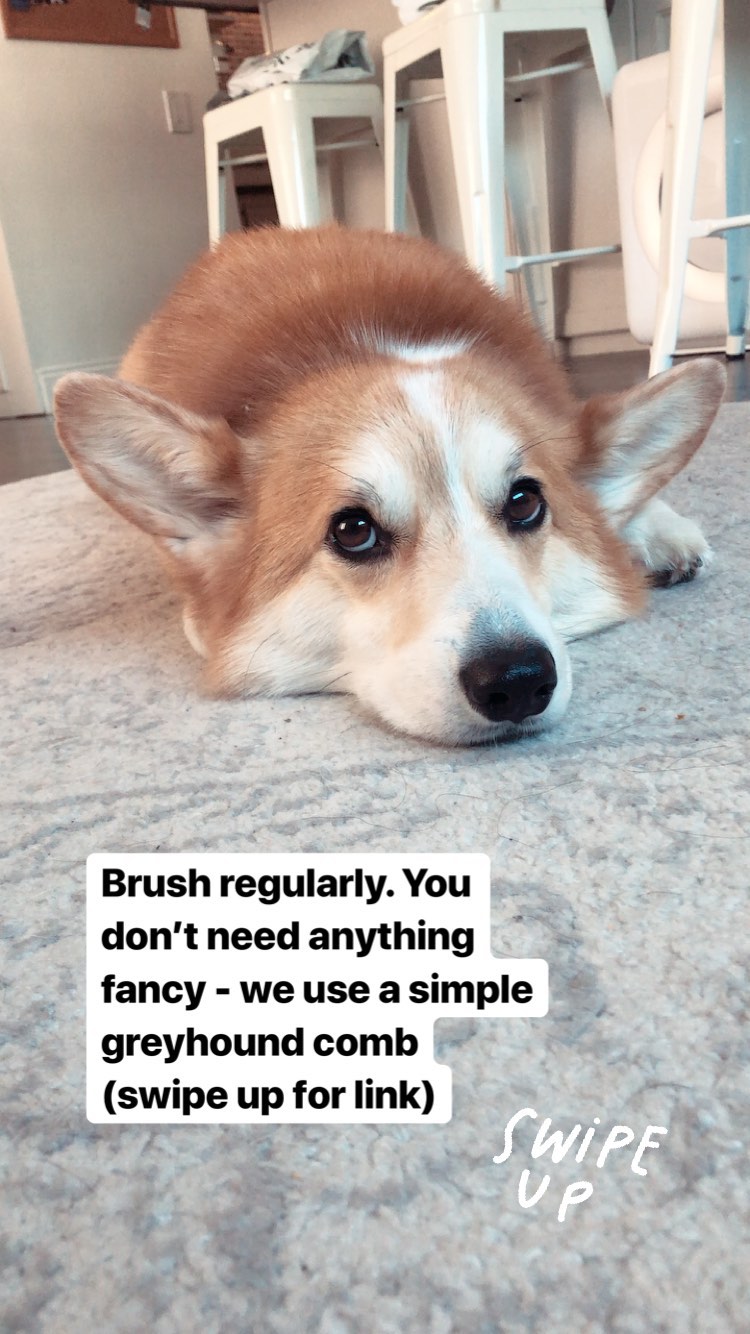 Brush regularly. You
don’t need anything
fancy - we use a simple
greyhound comb
(swipe up for link)
SWiPE
UP